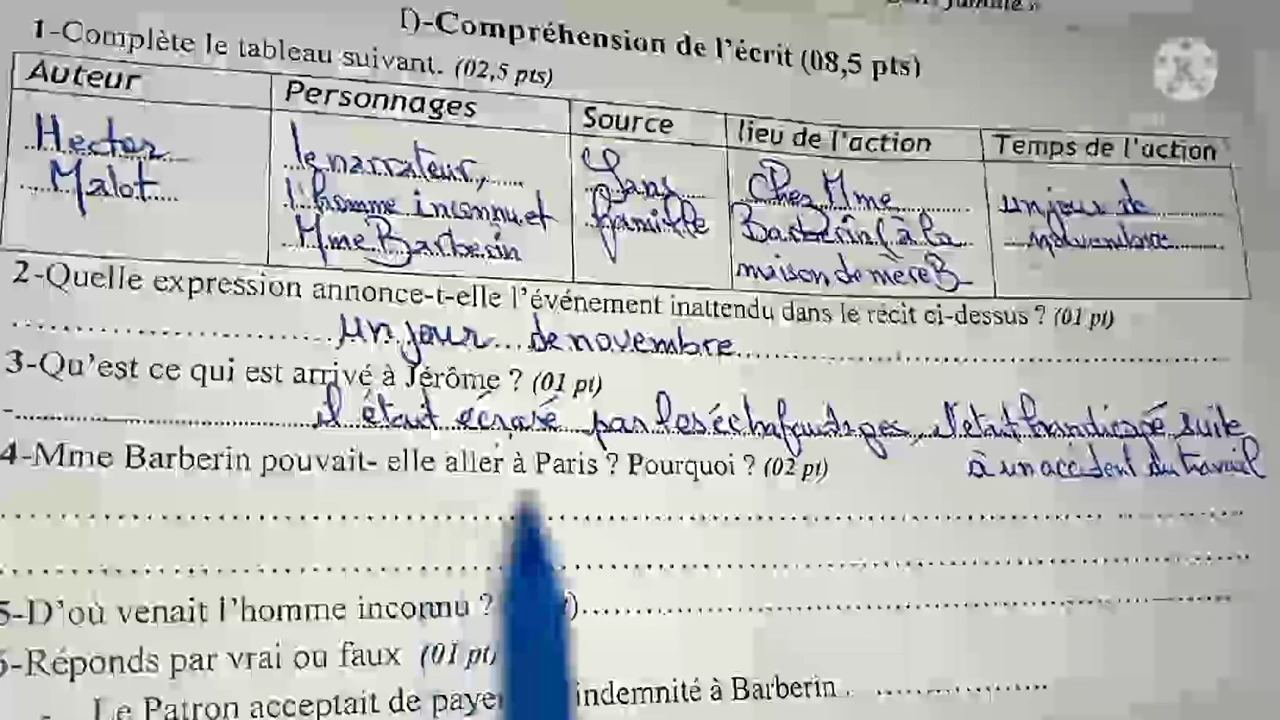 famille »
I)-Compréhension de l'écrit (08,5 pts)
1-Complète le tableau suivant. (02,5 pts)
Auteur Personnages Source lieu de l'action Temps de l'action
Hector le narrateur, Sans Chez Mme un jour de
Malot l'homme inconnu et famille Barberin (à la novembre
Mme Barberin maison de mère B
2-Quelle expression annonce-t-elle l'événement inattendu dans le récit ci-dessus ? (01 pt)
un jour de novembre
3-Qu'est ce qui est arrivé à Jérôme ? (01 pt)
- il était écrasé par les échafaudages, était handicapé suite
à un accident du travail
4-Mme Barberin pouvait- elle aller à Paris ? Pourquoi ? (02 pt)
5-D'où venait l'homme inconnu ?
6-Réponds par vrai ou faux (01 pt)
- Le Patron acceptait de payer indemnité à Barberin .